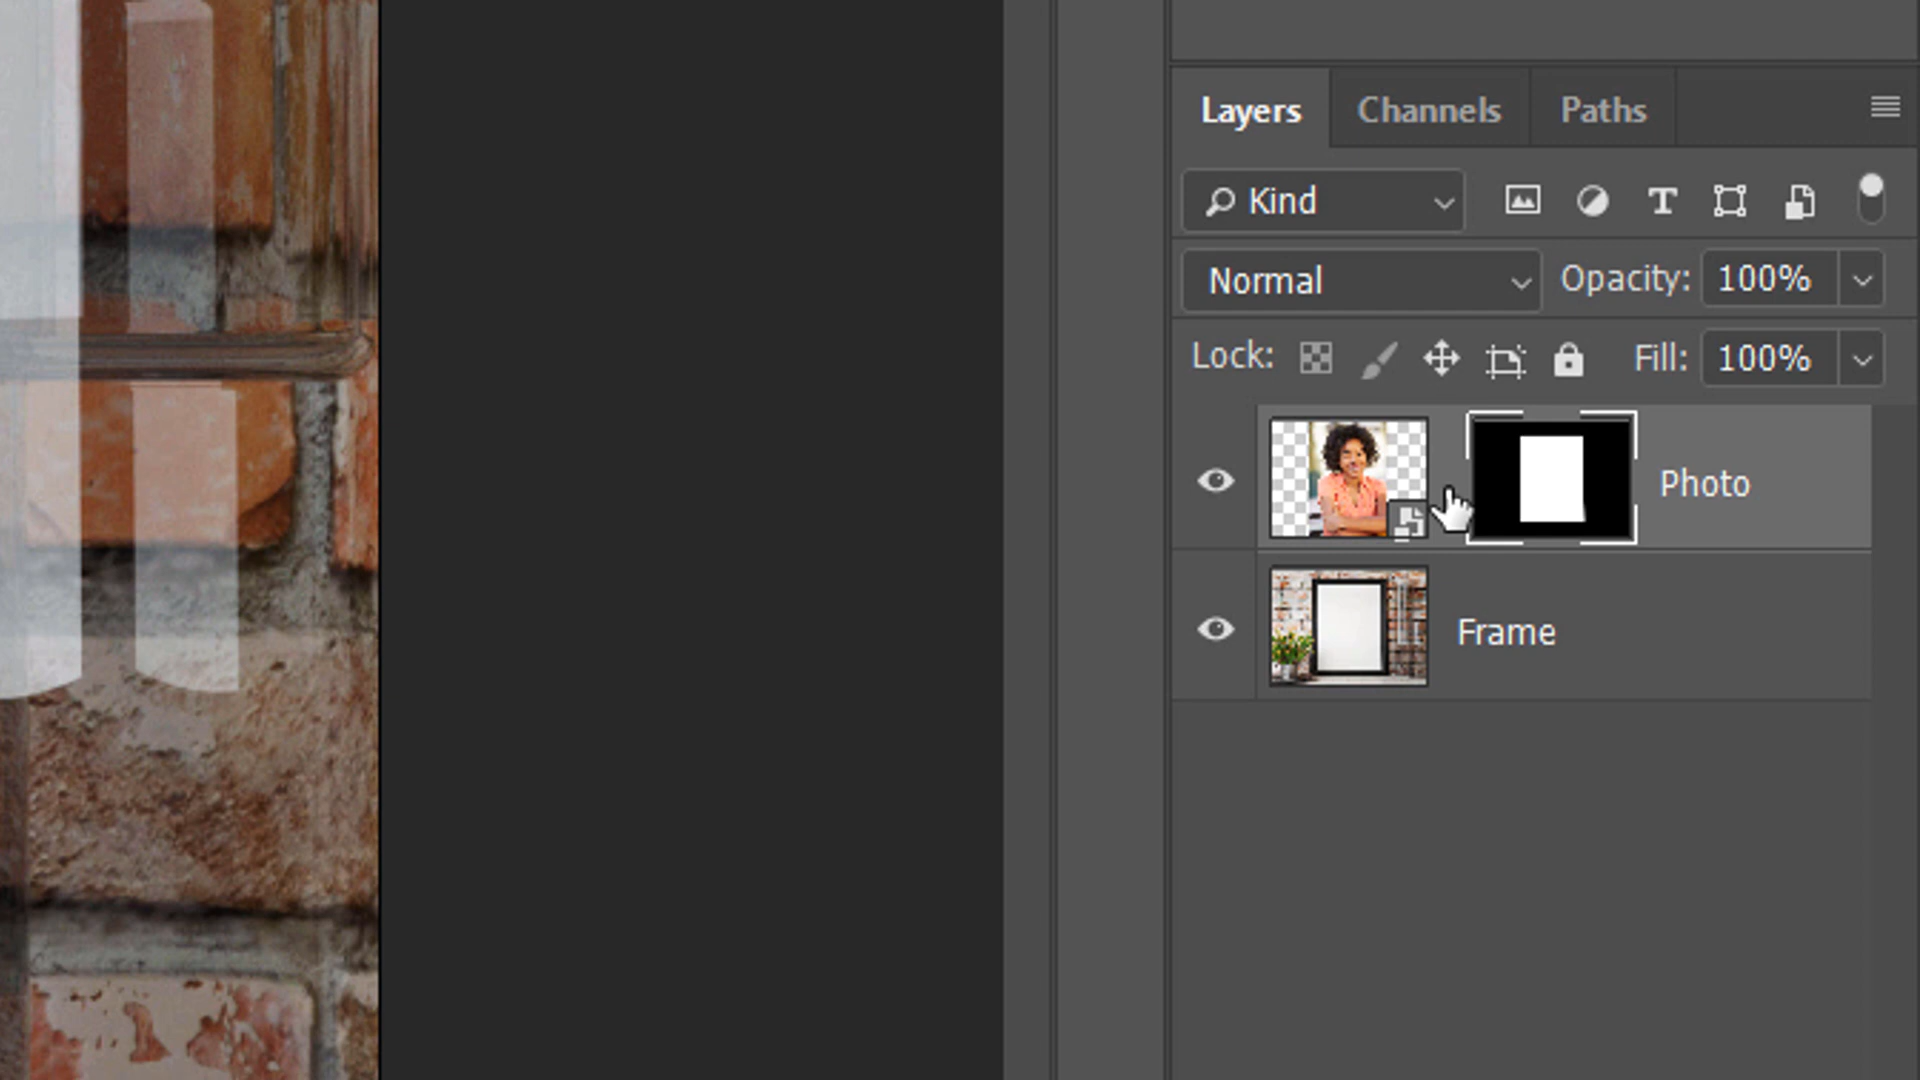 Layers Channels Paths
Kind
Normal Opacity: 100%
Lock: Fill: 100%
Photo
Frame